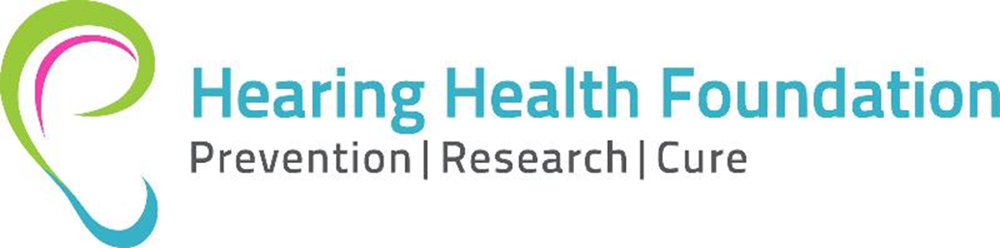 Hearing Health Foundation
Prevention | Research | Cure